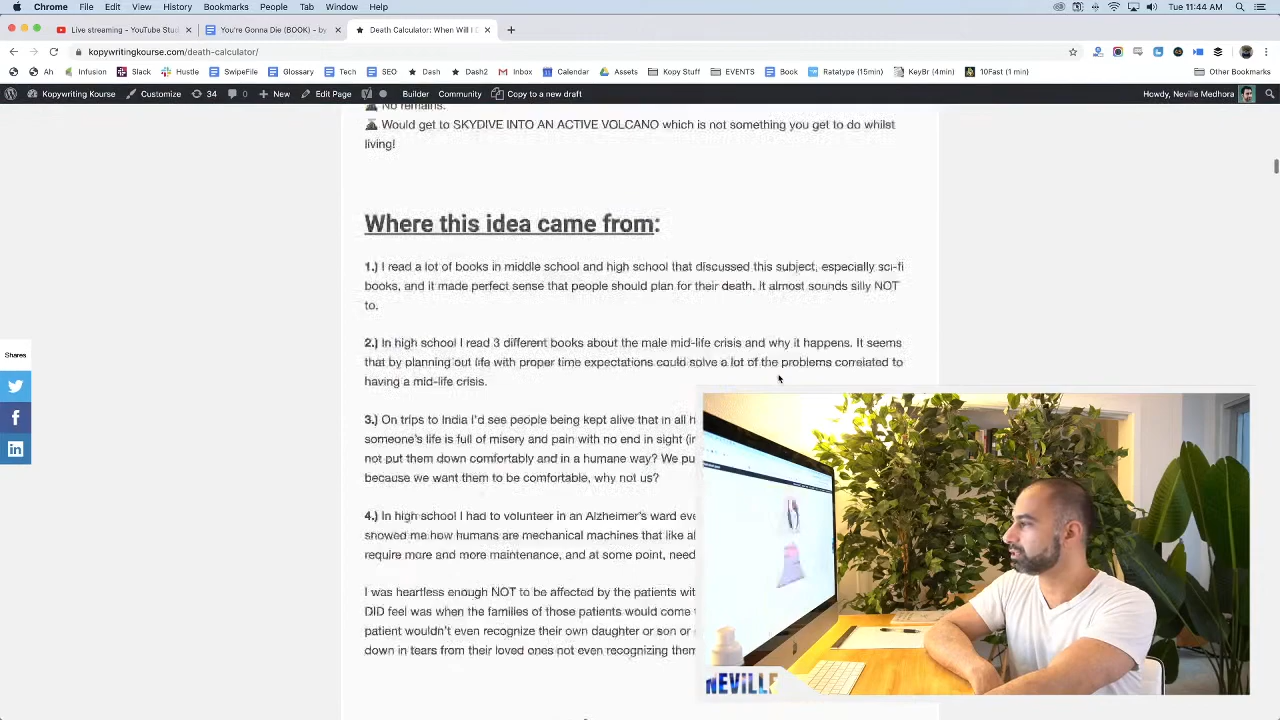 Chrome File Edit View History Bookmarks People Tab Window Help Tue 11:44 AM
Live streaming - YouTube Stud You're Gonna Die (BOOK) - by Death Calculator: When Will I D
kopywritingkourse.com/death-calculator/
Ah Infusion Slack Hustle SwipeFile Glossary Tech SEO Dash Dash2 Inbox Calendar Assets Kopy Stuff EVENTS Book Ratatype (15min) KeyBr (4min) 10Fast (1 min) Other Bookmarks
Kopywriting Kourse Customize 34 0 New Edit Page Builder Community Copy to a new draft Howdy, Neville Medhora
No remains.
Would get to SKYDIVE INTO AN ACTIVE VOLCANO which is not something you get to do whilst
living!
Where this idea came from:
1.) I read a lot of books in middle school and high school that discussed this subject, especially sci-fi
books, and it made perfect sense that people should plan for their death. It almost sounds silly NOT
to.
2.) In high school I read 3 different books about the male mid-life crisis and why it happens. It seems
that by planning out life with proper time expectations could solve a lot of the problems correlated to
having a mid-life crisis.
3.) On trips to India I'd see people being kept alive that in all h
someone's life is full of misery and pain with no end in sight (in
not put them down comfortably and in a humane way? We pu
because we want them to be comfortable, why not us?
4.) In high school I had to volunteer in an Alzheimer's ward eve
showed me how humans are mechanical machines that like al
require more and more maintenance, and at some point, need
I was heartless enough NOT to be affected by the patients wit
DID feel was when the families of those patients would come t
patient wouldn't even recognize their own daughter or son or
down in tears from their loved ones not even recognizing them
Shares
NEVILLE